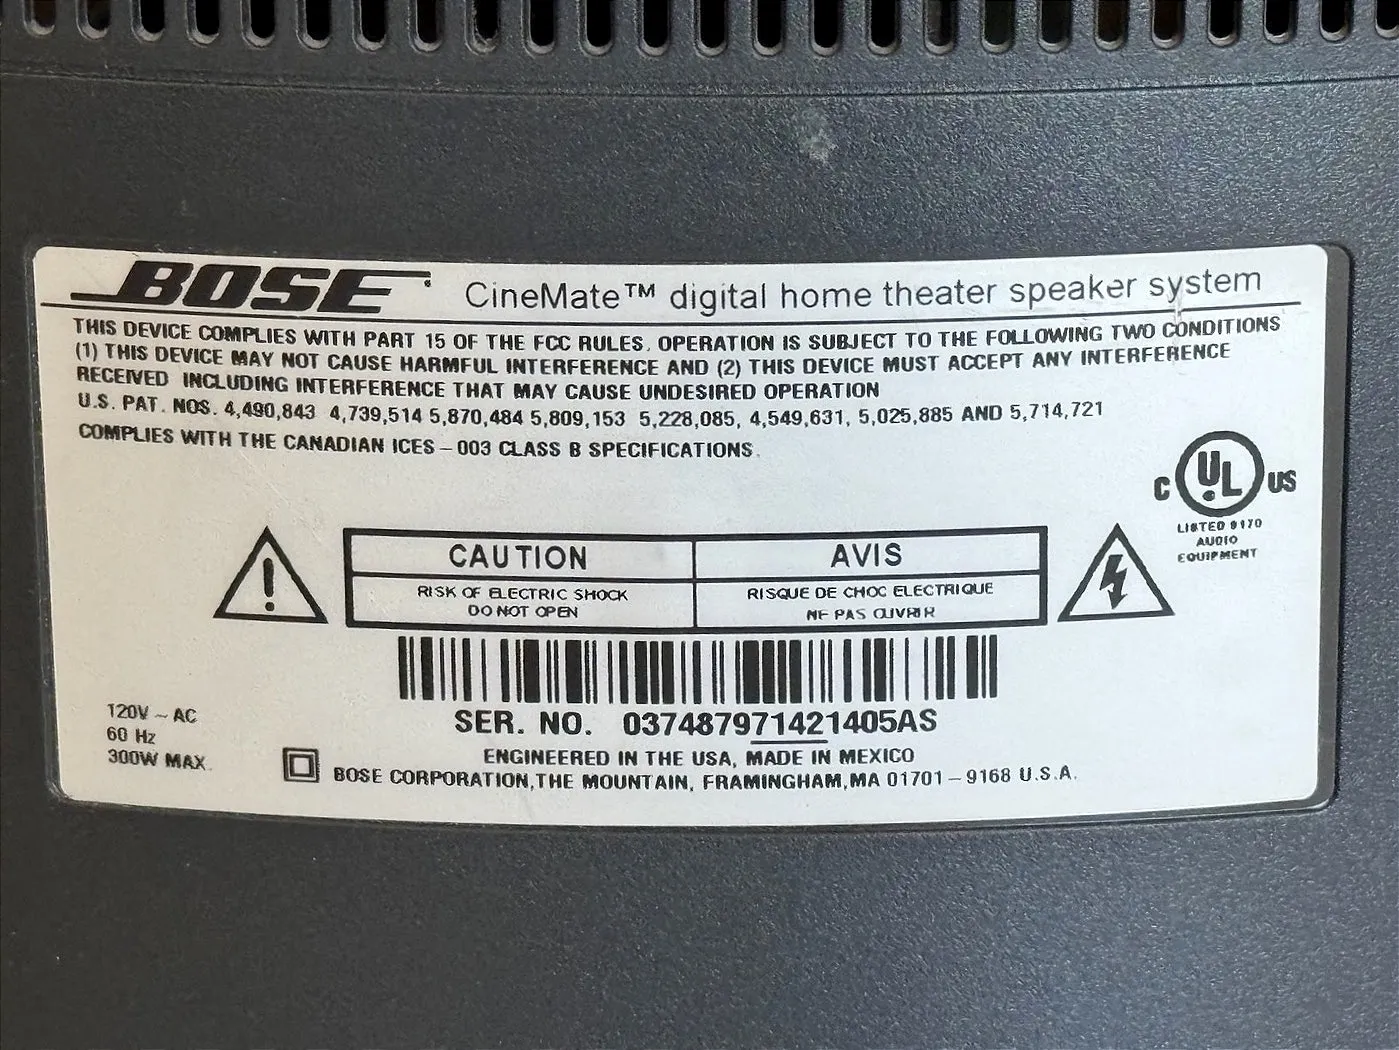 BOSE CineMate™ digital home theater speaker system
THIS DEVICE COMPLIES WITH PART 15 OF THE FCC RULES. OPERATION IS SUBJECT TO THE FOLLOWING TWO CONDITIONS
(1) THIS DEVICE MAY NOT CAUSE HARMFUL INTERFERENCE AND (2) THIS DEVICE MUST ACCEPT ANY INTERFERENCE
RECEIVED INCLUDING INTERFERENCE THAT MAY CAUSE UNDESIRED OPERATION
U.S. PAT. NOS. 4,490,843 4,739,514 5,870,484 5,809,153 5,228,085, 4,549,631, 5,025,885 AND 5,714,721
COMPLIES WITH THE CANADIAN ICES – 003 CLASS B SPECIFICATIONS.
C UL US
LISTED 9170
AUDIO
EQUIPMENT
CAUTION
RISK OF ELECTRIC SHOCK
DO NOT OPEN
AVIS
RISQUE DE CHOC ELECTRIQUE
NE PAS OUVRIR
SER. NO. 037487971421405AS
120V ~ AC
60 Hz
300W MAX.
ENGINEERED IN THE USA, MADE IN MEXICO
BOSE CORPORATION, THE MOUNTAIN, FRAMINGHAM, MA 01701 – 9168 U.S.A.